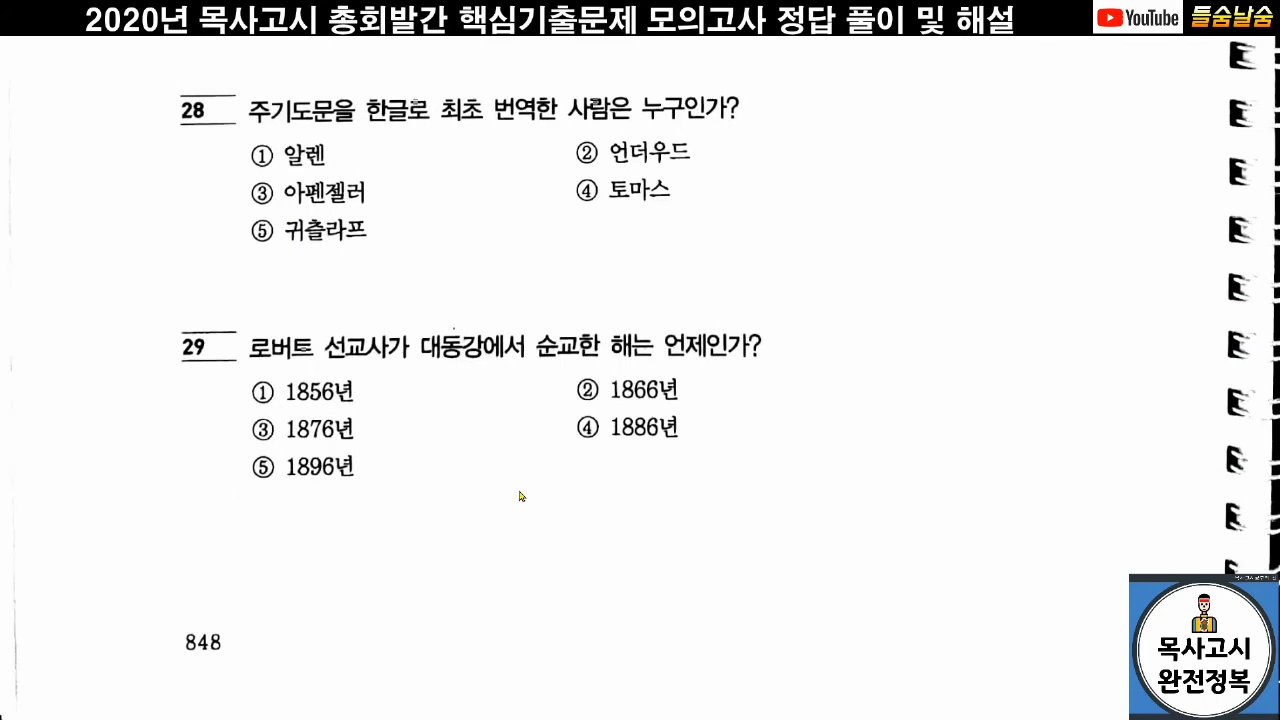 2020년 목사고시 총회발간 핵심기출문제 모의고사 정답 풀이 및 해설
YouTube 들숨날숨
28 주기도문을 한글로 최초 번역한 사람은 누구인가?
① 알렌 ② 언더우드
③ 아펜젤러 ④ 토마스
⑤ 귀츨라프
29 로버트 선교사가 대동강에서 순교한 해는 언제인가?
① 1856년 ② 1866년
③ 1876년 ④ 1886년
⑤ 1896년
848
목사고시
완전정복